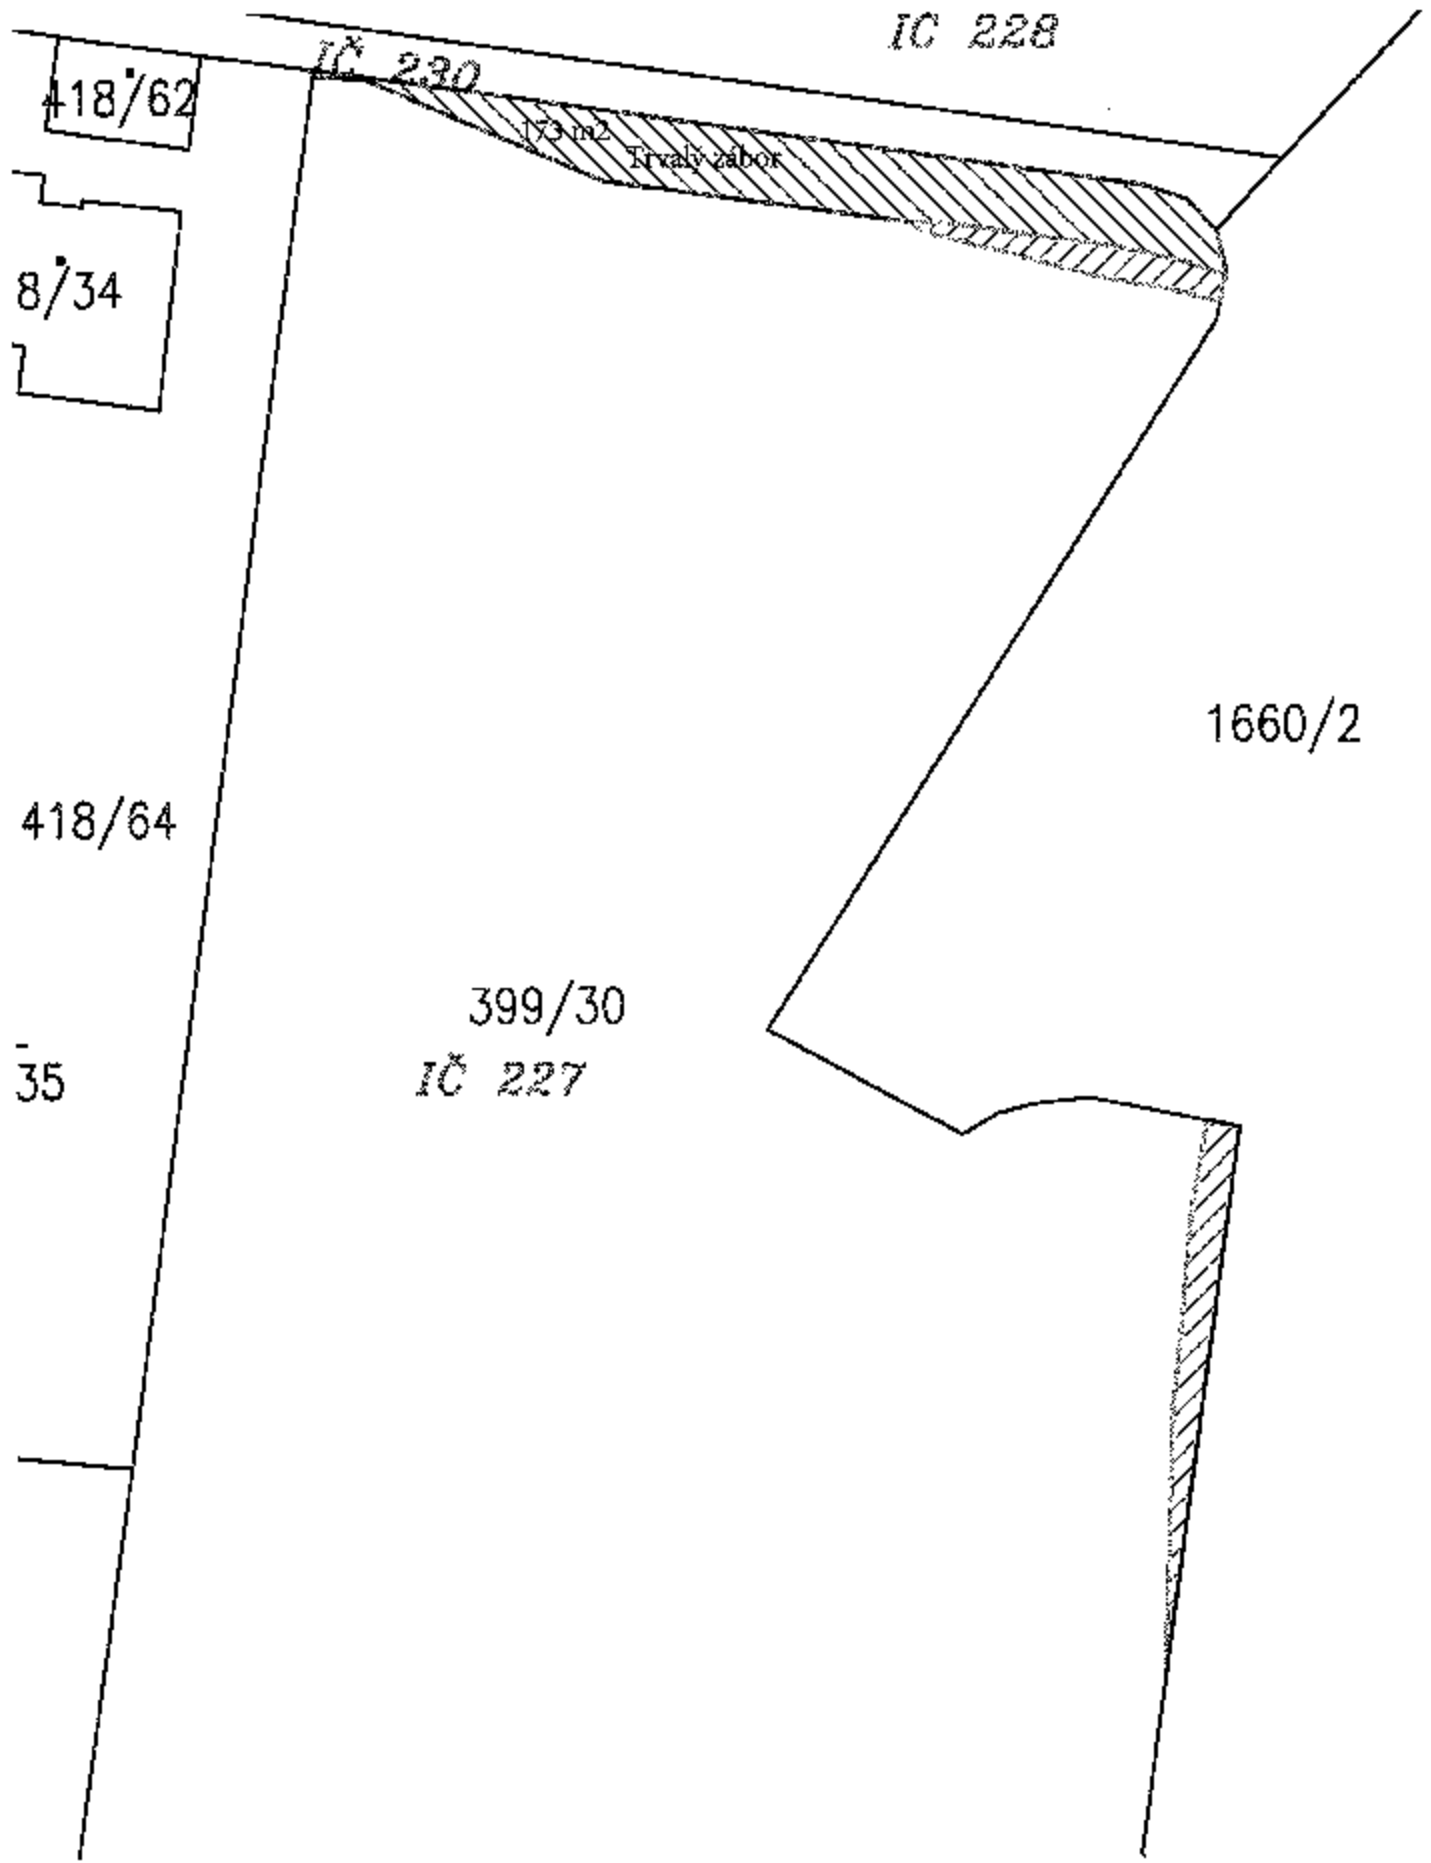 IČ 228
IČ 230
418/62
173 m2
Trvalý zábor
8/34
1660/2
418/64
399/30
IČ 227
35